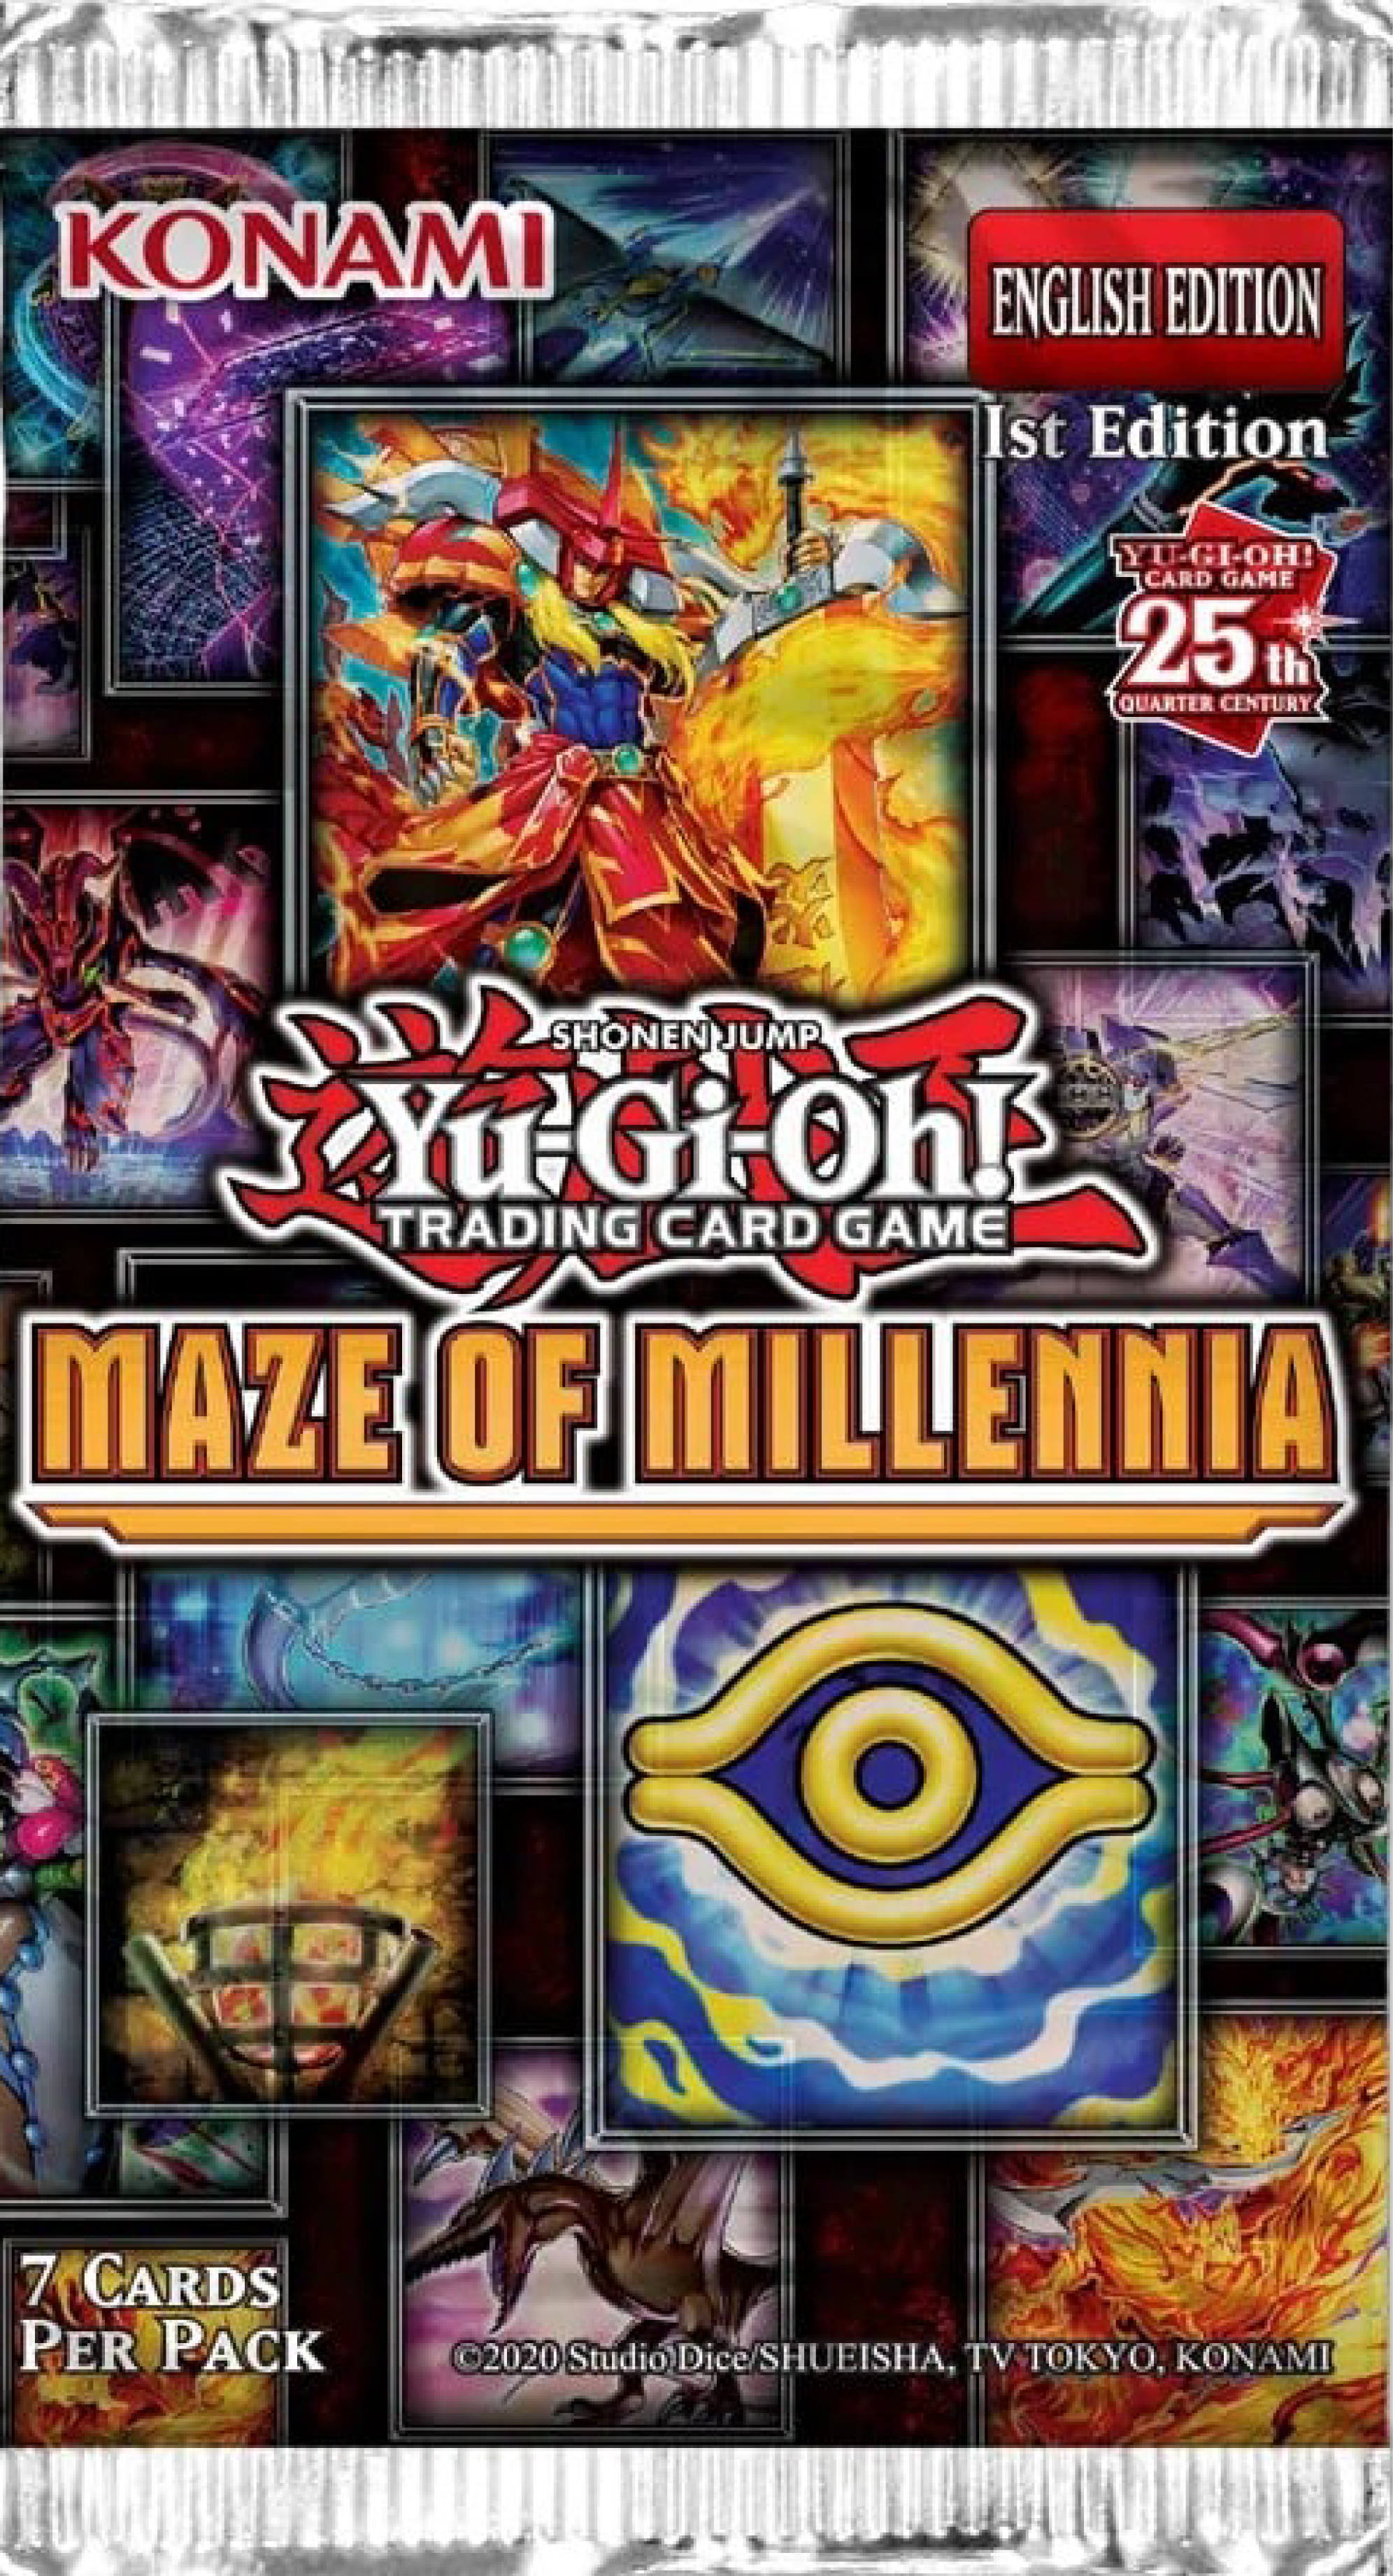 KONAMI
ENGLISH EDITION
1st Edition
YU-GI-OH!
CARD GAME
25th
QUARTER CENTURY
SHONEN JUMP
Yu-Gi-Oh!
TRADING CARD GAME
MAZE OF MILLENNIA
7 CARDS
PER PACK
©2020 Studio Dice/SHUEISHA, TV TOKYO, KONAMI